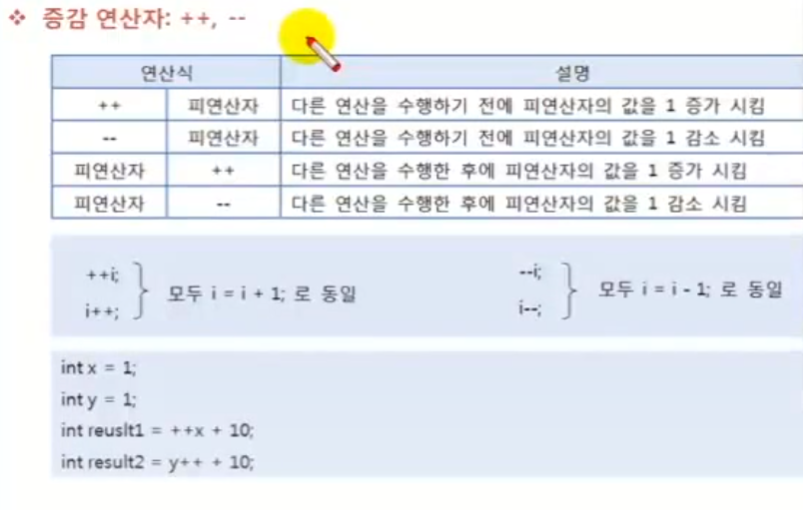 ❖ 증감 연산자: ++, --
연산식 설명
++ 피연산자 다른 연산을 수행하기 전에 피연산자의 값을 1 증가 시킴
-- 피연산자 다른 연산을 수행하기 전에 피연산자의 값을 1 감소 시킴
피연산자 ++ 다른 연산을 수행한 후에 피연산자의 값을 1 증가 시킴
피연산자 -- 다른 연산을 수행한 후에 피연산자의 값을 1 감소 시킴
++i;
i++;
모두 i = i + 1; 로 동일
--i;
i--;
모두 i = i - 1; 로 동일
int x = 1;
int y = 1;
int reuslt1 = ++x + 10;
int result2 = y++ + 10;